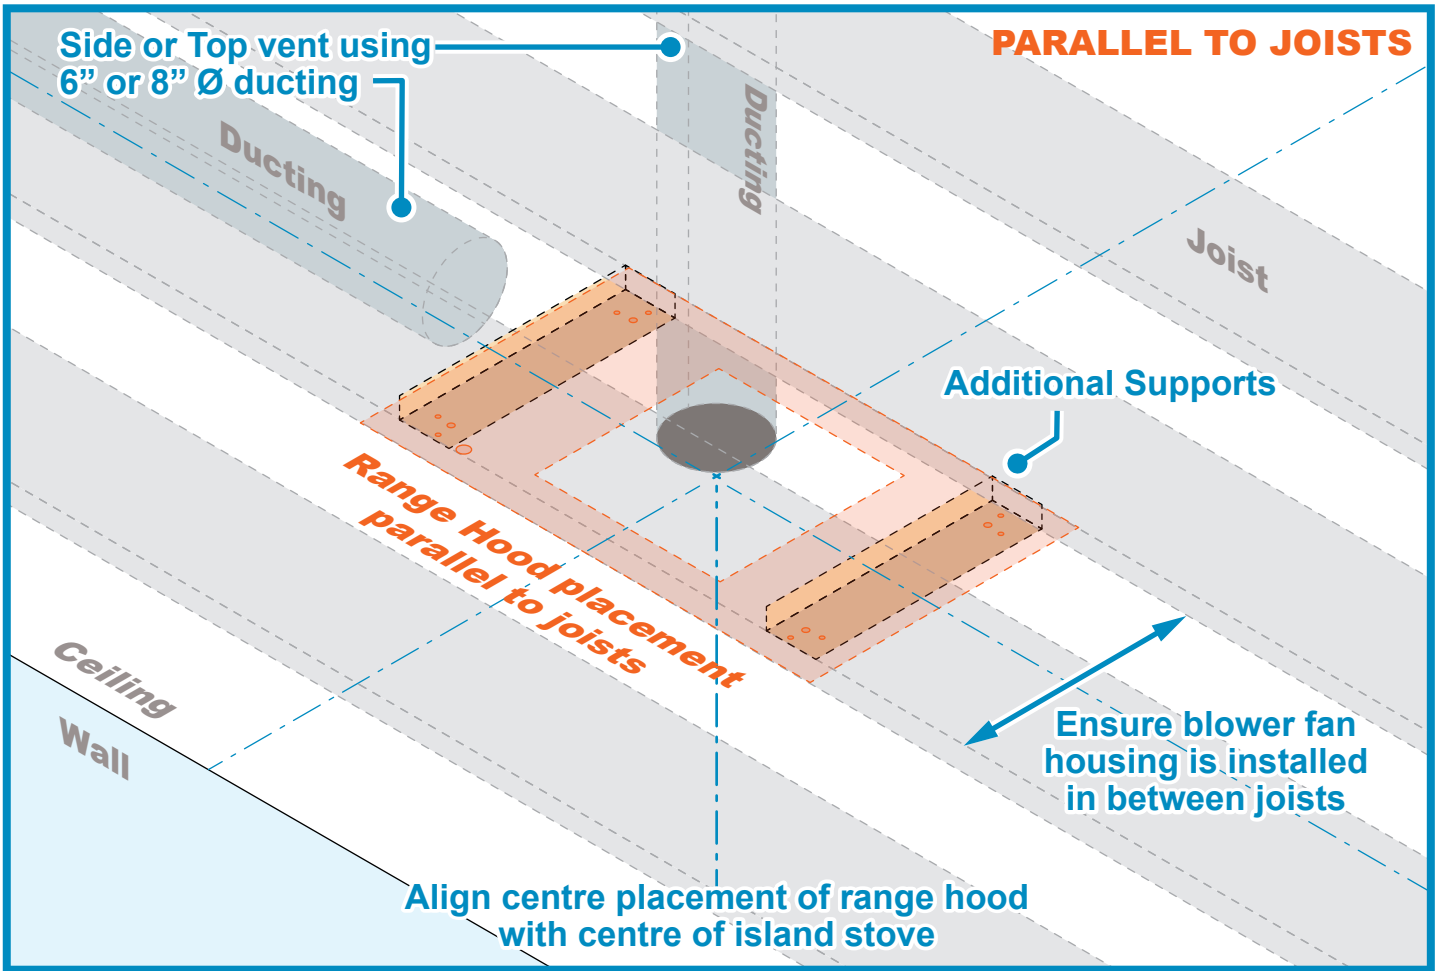 PARALLEL TO JOISTS
Side or Top vent using
6” or 8” Ø ducting
Ducting
Ducting
Joist
Additional Supports
Range Hood placement
parallel to joists
Ceiling
Wall
Ensure blower fan
housing is installed
in between joists
Align centre placement of range hood
with centre of island stove